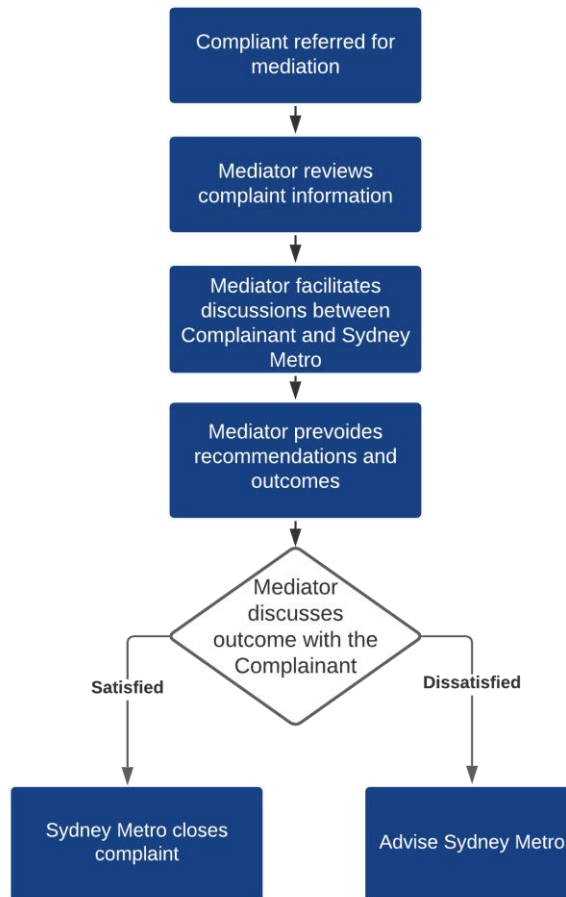 Compliant referred for
mediation
Mediator reviews
complaint information
Mediator facilitates
discussions between
Complainant and Sydney
Metro
Mediator prevoides
recommendations and
outcomes
Mediator
discusses
outcome with the
Complainant
Satisfied
Dissatisfied
Sydney Metro closes
complaint
Advise Sydney Metro